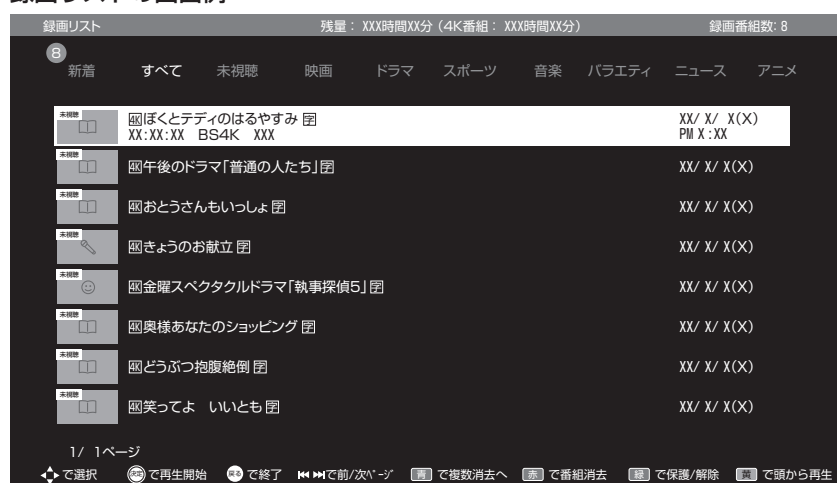 録画リスト 残量： XXX時間XX分（4K番組： XXX時間XX分） 録画番組数: 8
8
新着 すべて 未視聴 映画 ドラマ スポーツ 音楽 バラエティ ニュース アニメ
未視聴 4Kぼくとテディのはるやすみ 字 XX/ X/ X(X)
XX:XX:XX BS4K XXX PM X:XX
未視聴 4K午後のドラマ「普通の人たち」字 XX/ X/ X(X)
未視聴 4Kおとうさんもいっしょ 字 XX/ X/ X(X)
未視聴 4Kきょうのお献立 字 XX/ X/ X(X)
未視聴 4K金曜スペクタクルドラマ「執事探偵5」字 XX/ X/ X(X)
未視聴 4K奥様あなたのショッピング 字 XX/ X/ X(X)
未視聴 4Kどうぶつ抱腹絶倒 字 XX/ X/ X(X)
未視聴 4K笑ってよ いいとも 字 XX/ X/ X(X)
1/ 1ページ
で選択 決定 で再生開始 戻る で終了 ⏮ ⏭で前/次ページ 青 で複数消去へ 赤 で番組消去 緑 で保護/解除 黄 で頭から再生